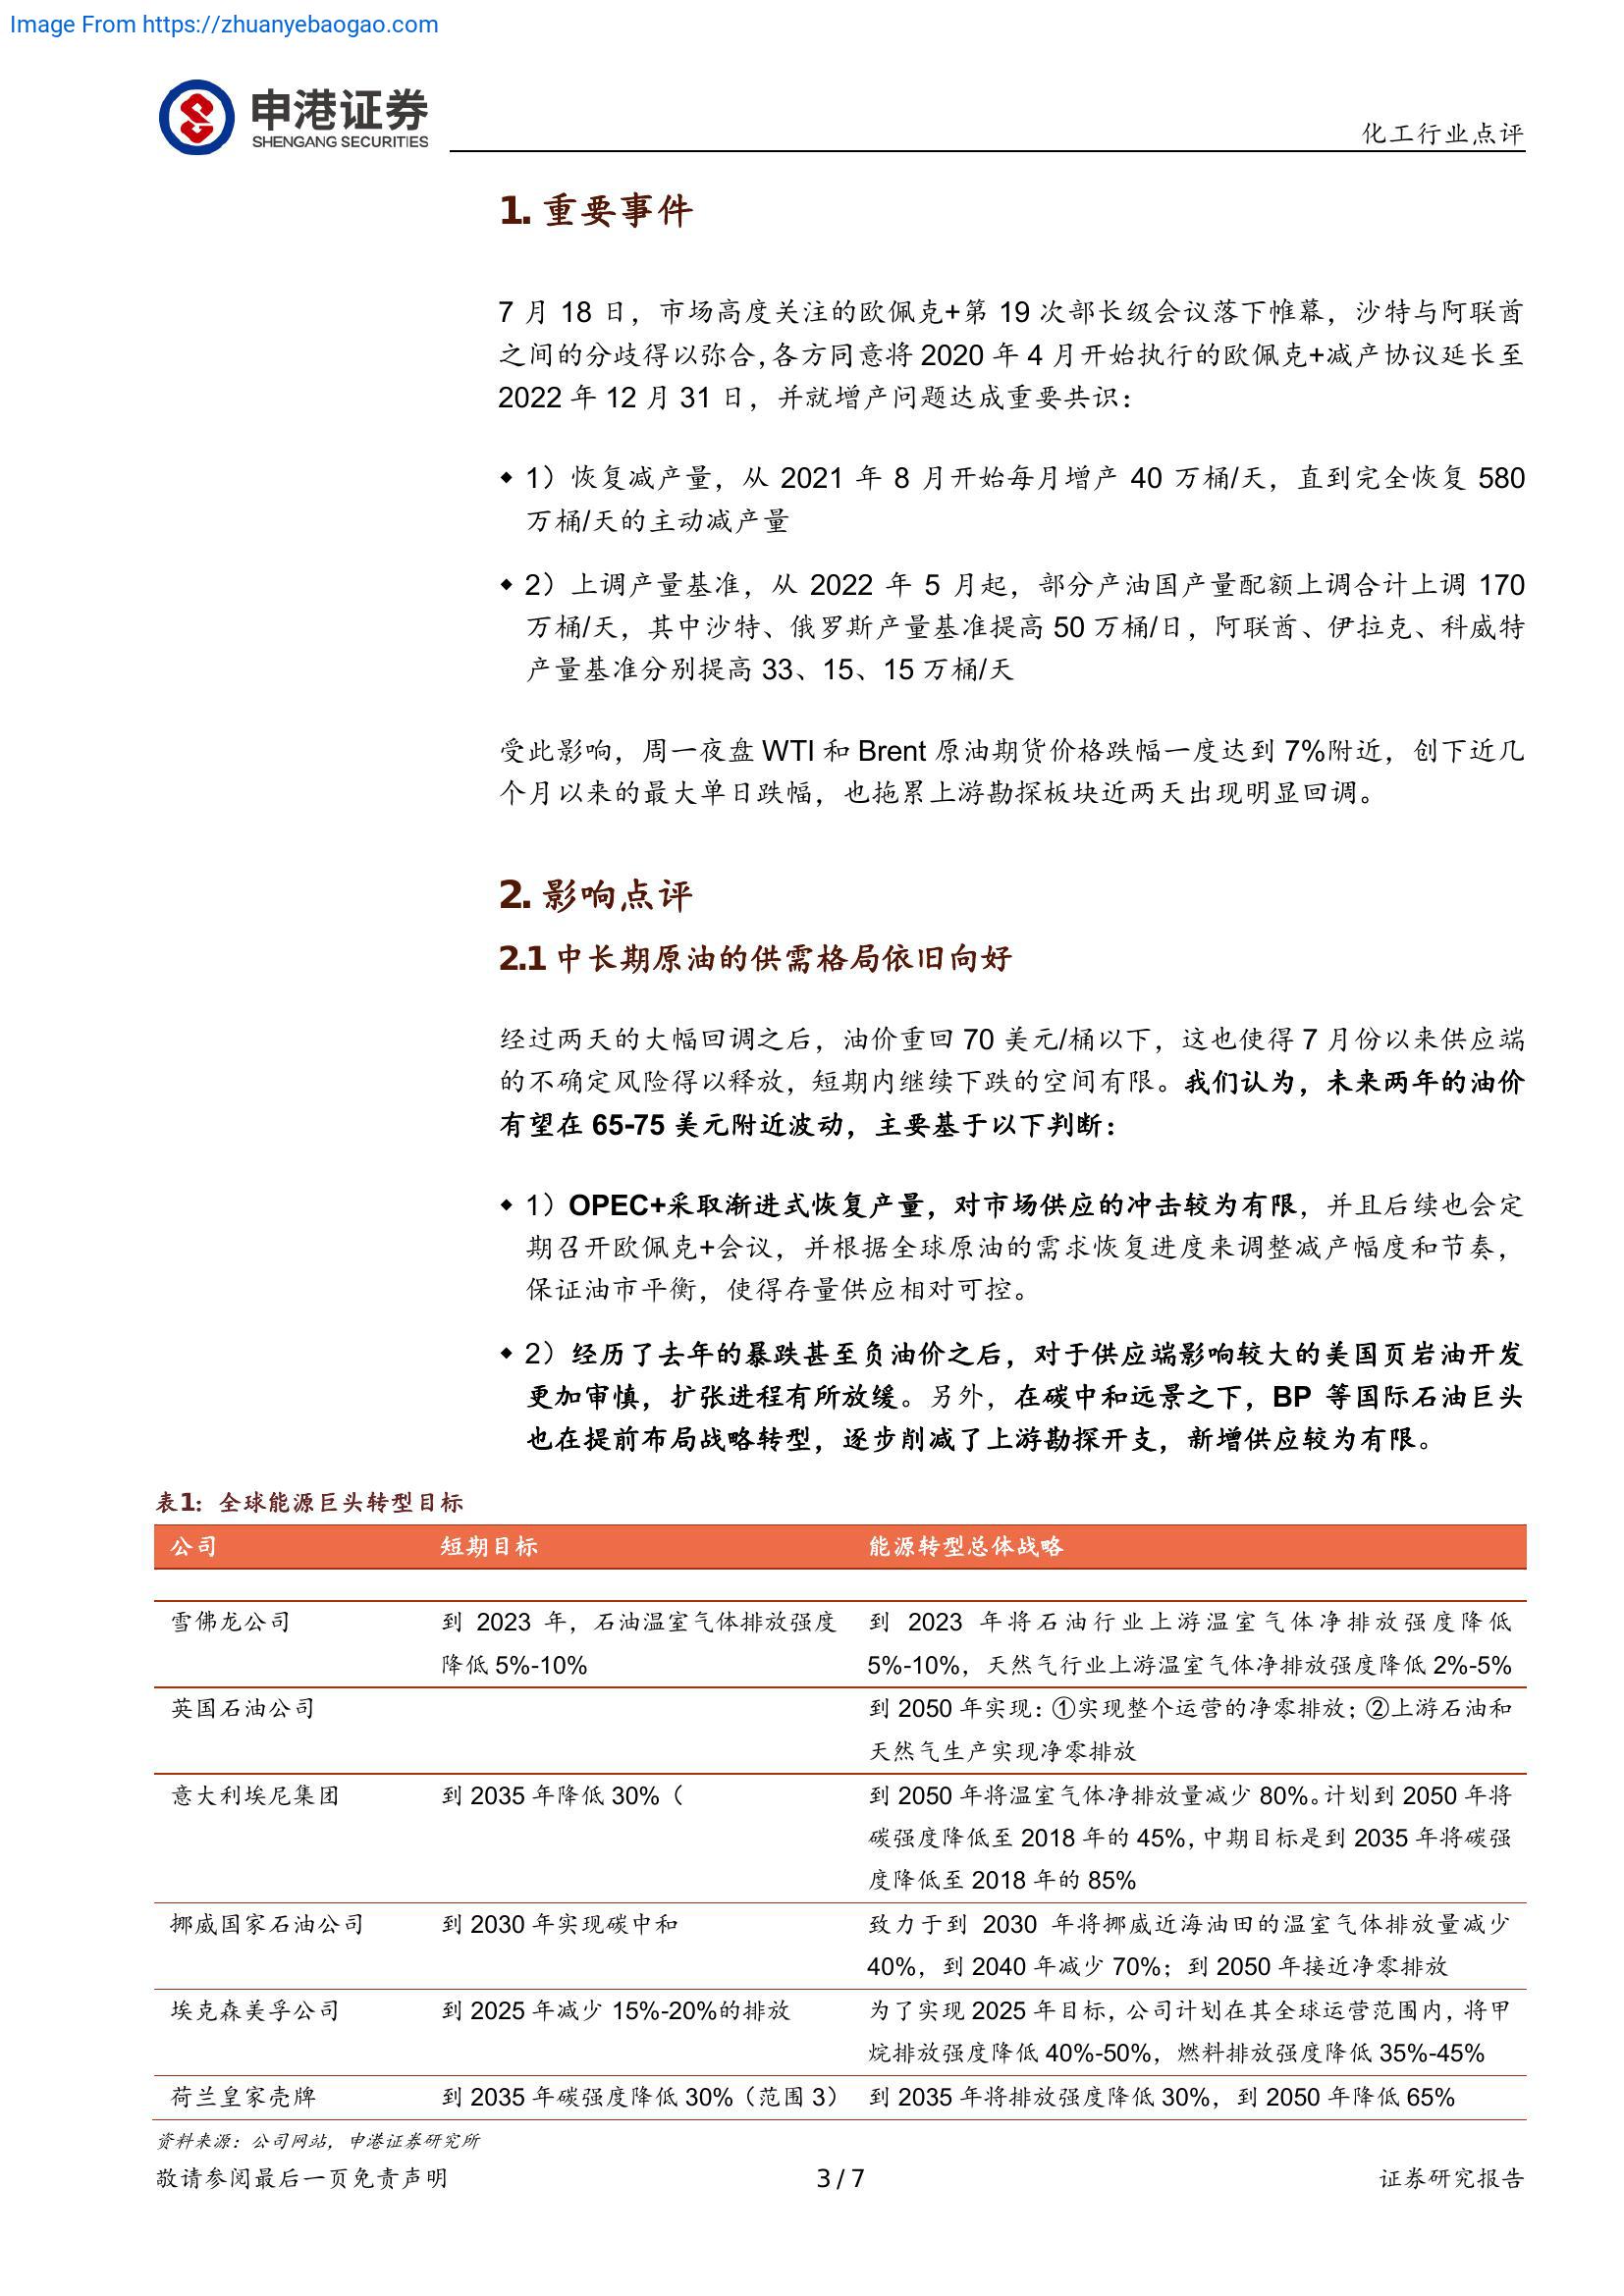 Image From https://zhuanyebaogao.com
申港证券
SHENGANG SECURITIES
化工行业点评
1. 重要事件
7 月 18 日，市场高度关注的欧佩克+第 19 次部长级会议落下帷幕，沙特与阿联酋
之间的分歧得以弥合，各方同意将 2020 年 4 月开始执行的欧佩克+减产协议延长至
2022 年 12 月 31 日，并就增产问题达成重要共识：
◆ 1）恢复减产量，从 2021 年 8 月开始每月增产 40 万桶/天，直到完全恢复 580
万桶/天的主动减产量
◆ 2）上调产量基准，从 2022 年 5 月起，部分产油国产量配额上调合计上调 170
万桶/天，其中沙特、俄罗斯产量基准提高 50 万桶/日，阿联酋、伊拉克、科威特
产量基准分别提高 33、15、15 万桶/天
受此影响，周一夜盘 WTI 和 Brent 原油期货价格跌幅一度达到 7%附近，创下近几
个月以来的最大单日跌幅，也拖累上游勘探板块近两天出现明显回调。
2. 影响点评
2.1 中长期原油的供需格局依旧向好
经过两天的大幅回调之后，油价重回 70 美元/桶以下，这也使得 7 月份以来供应端
的不确定风险得以释放，短期内继续下跌的空间有限。我们认为，未来两年的油价
有望在 65-75 美元附近波动，主要基于以下判断：
◆ 1）OPEC+采取渐进式恢复产量，对市场供应的冲击较为有限，并且后续也会定
期召开欧佩克+会议，并根据全球原油的需求恢复进度来调整减产幅度和节奏，
保证油市平衡，使得存量供应相对可控。
◆ 2）经历了去年的暴跌甚至负油价之后，对于供应端影响较大的美国页岩油开发
更加审慎，扩张进程有所放缓。另外，在碳中和远景之下，BP 等国际石油巨头
也在提前布局战略转型，逐步削减了上游勘探开支，新增供应较为有限。
表1：全球能源巨头转型目标
公司 短期目标 能源转型总体战略
雪佛龙公司 到 2023 年，石油温室气体排放强度 到 2023 年将石油行业上游温室气体净排放强度降低
降低 5%-10% 5%-10%，天然气行业上游温室气体净排放强度降低 2%-5%
英国石油公司 到 2050 年实现：①实现整个运营的净零排放；②上游石油和
天然气生产实现净零排放
意大利埃尼集团 到 2035 年降低 30%（ 到 2050 年将温室气体净排放量减少 80%。计划到 2050 年将
碳强度降低至 2018 年的 45%，中期目标是到 2035 年将碳强
度降低至 2018 年的 85%
挪威国家石油公司 到 2030 年实现碳中和 致力于到 2030 年将挪威近海油田的温室气体排放量减少
40%，到 2040 年减少 70%；到 2050 年接近净零排放
埃克森美孚公司 到 2025 年减少 15%-20%的排放 为了实现 2025 年目标，公司计划在其全球运营范围内，将甲
烷排放强度降低 40%-50%，燃料排放强度降低 35%-45%
荷兰皇家壳牌 到 2035 年碳强度降低 30%（范围 3） 到 2035 年将排放强度降低 30%，到 2050 年降低 65%
资料来源：公司网站，申港证券研究所
敬请参阅最后一页免责声明 3 / 7 证券研究报告